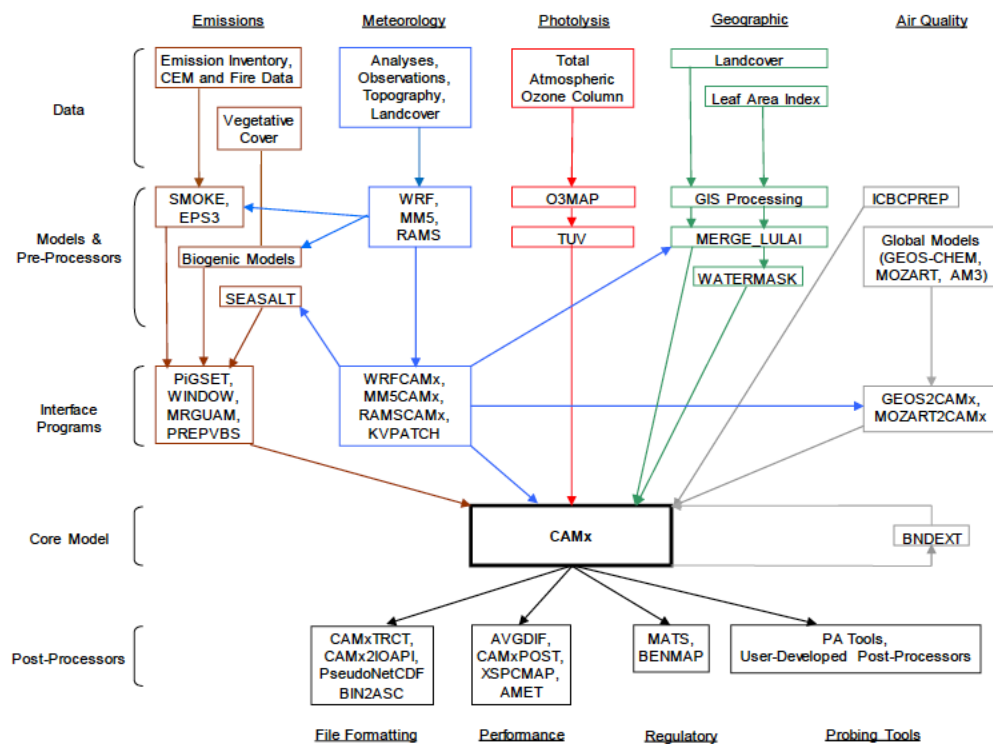 Emissions
Meteorology
Photolysis
Geographic
Air Quality
Data
Emission Inventory,
CEM and Fire Data
Vegetative
Cover
Analyses,
Observations,
Topography,
Landcover
Total
Atmospheric
Ozone Column
Landcover
Leaf Area Index
Models &
Pre-Processors
SMOKE,
EPS3
Biogenic Models
SEASALT
WRF,
MM5,
RAMS
O3MAP
TUV
GIS Processing
MERGE_LULAI
WATERMASK
ICBCPREP
Global Models
(GEOS-CHEM,
MOZART, AM3)
Interface
Programs
PiGSET,
WINDOW,
MRGUAM,
PREPVBS
WRFCAMx,
MM5CAMx,
RAMSCAMx,
KVPATCH
GEOS2CAMx,
MOZART2CAMx
Core Model
CAMx
BNDEXT
Post-Processors
CAMxTRCT,
CAMx2IOAPI,
PseudoNetCDF
BIN2ASC
AVGDIF,
CAMxPOST,
XSPCMAP,
AMET
MATS,
BENMAP
PA Tools,
User-Developed Post-Processors
File Formatting
Performance
Regulatory
Probing Tools